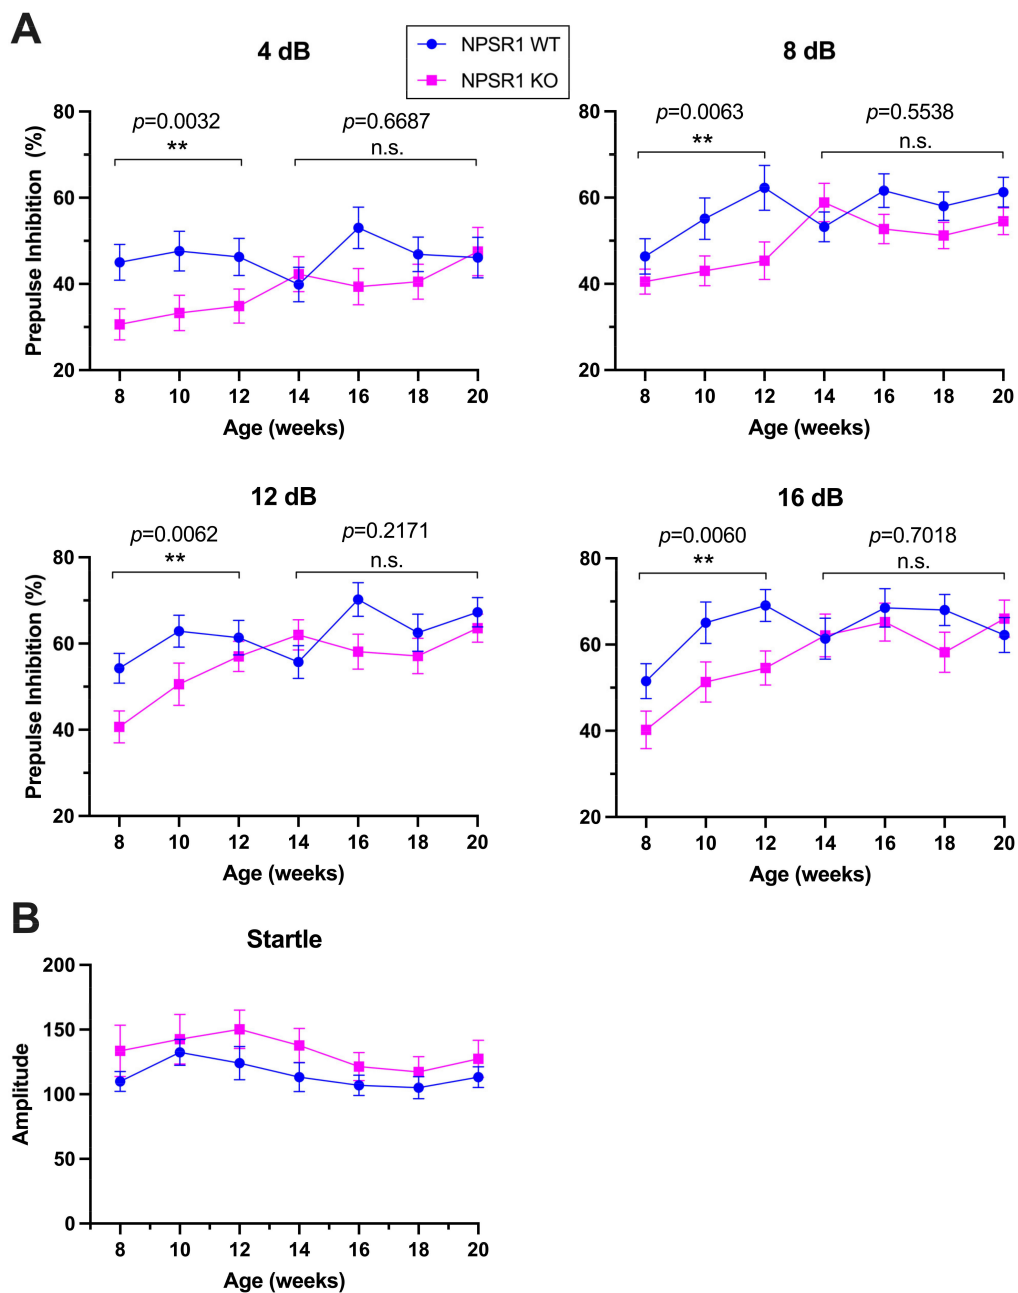 A
NPSR1 WT
NPSR1 KO
4 dB
8 dB
p=0.0032
**
p=0.6687
n.s.
Prepulse Inhibition (%)
80
60
40
20
8 10 12 14 16 18 20
Age (weeks)
p=0.0063
**
p=0.5538
n.s.
80
60
40
20
8 10 12 14 16 18 20
Age (weeks)
12 dB
16 dB
p=0.0062
**
p=0.2171
n.s.
Prepulse Inhibition (%)
80
60
40
20
8 10 12 14 16 18 20
Age (weeks)
p=0.0060
**
p=0.7018
n.s.
80
60
40
20
8 10 12 14 16 18 20
Age (weeks)
B
Startle
Amplitude
200
150
100
50
0
8 10 12 14 16 18 20
Age (weeks)